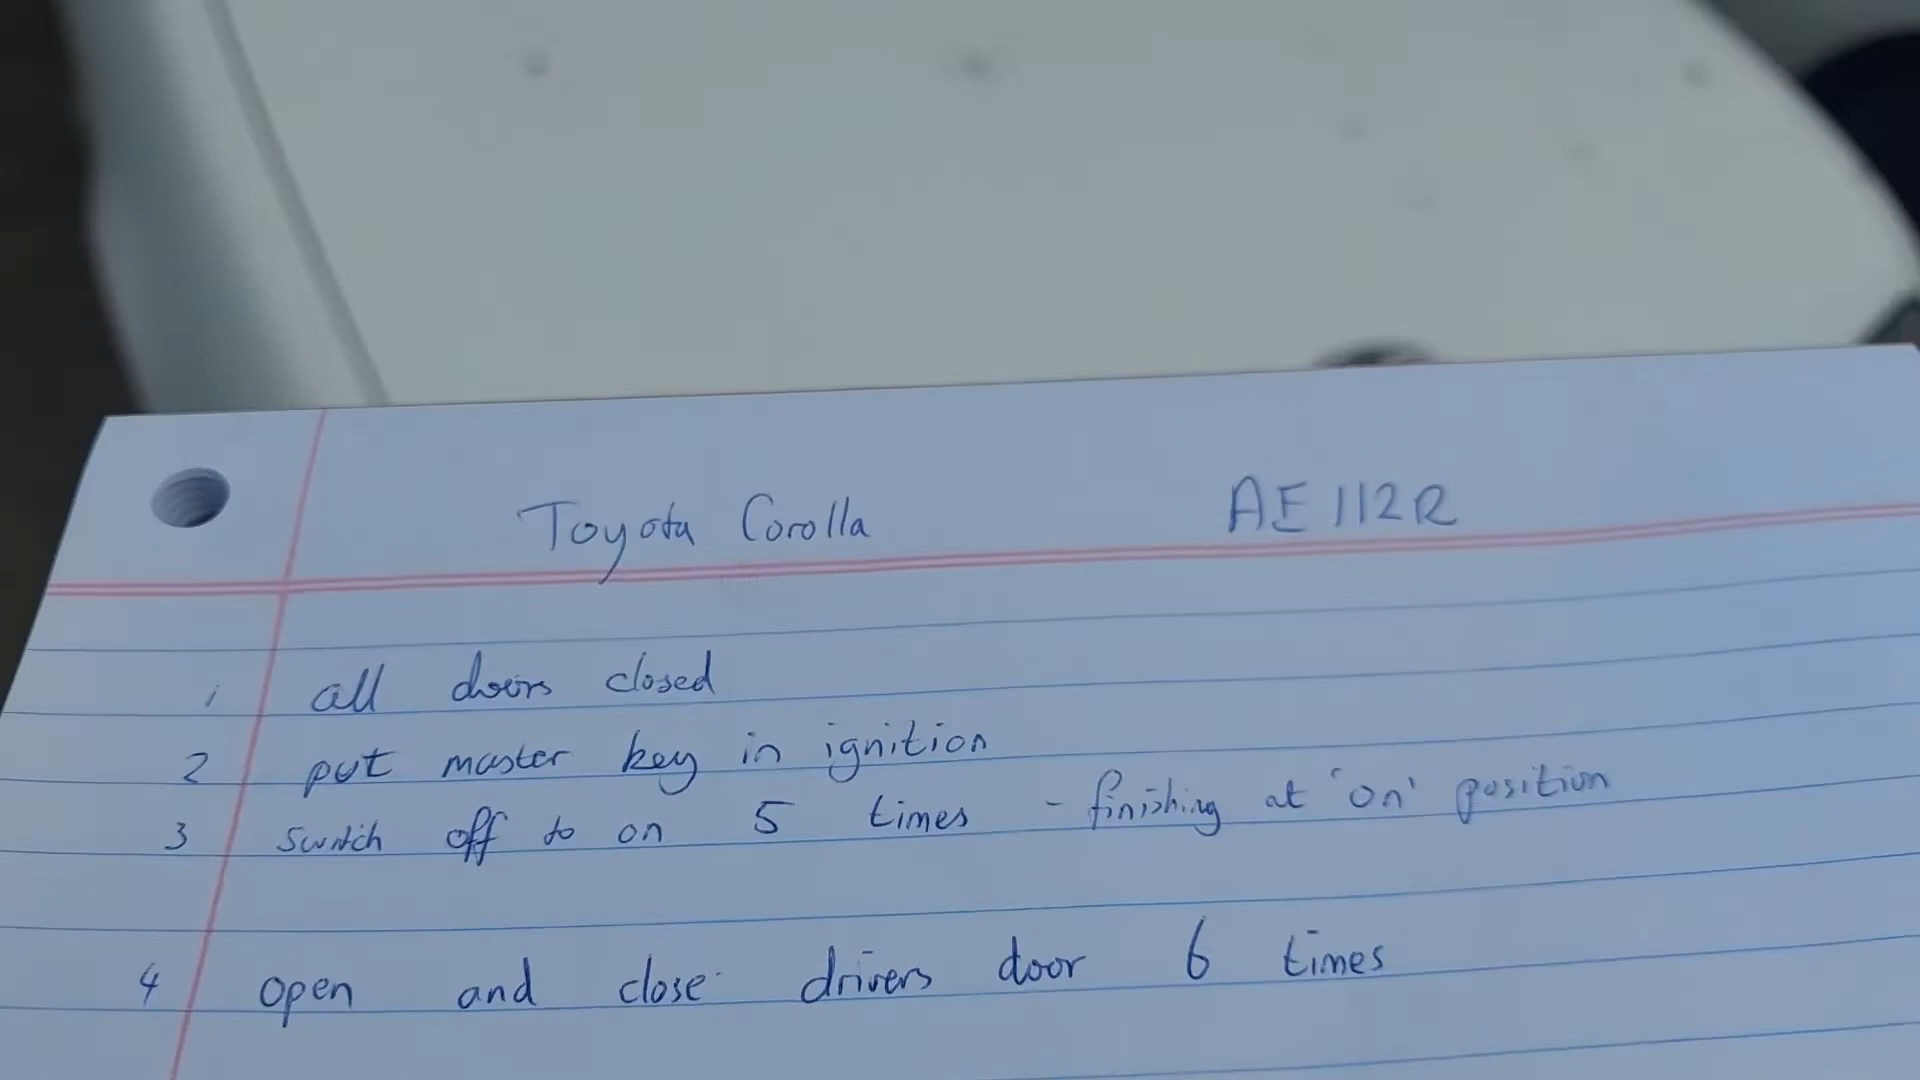 Toyota Corolla AE112R
1 all doors closed
2 put master key in ignition
3 switch off to on 5 times - finishing at 'on' position
4 open and close drivers door 6 times